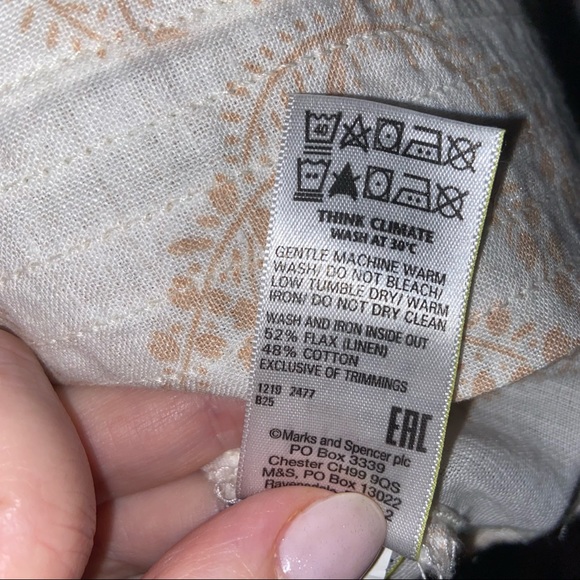 40
THINK CLIMATE
WASH AT 30°C
GENTLE MACHINE WARM
WASH/ DO NOT BLEACH/
LOW TUMBLE DRY/ WARM
IRON/ DO NOT DRY CLEAN
WASH AND IRON INSIDE OUT
52% FLAX (LINEN)
48% COTTON
EXCLUSIVE OF TRIMMINGS
1219 2477
B25
EAC
©Marks and Spencer plc
PO Box 3339
Chester CH99 9QS
M&S, PO Box 13022
2